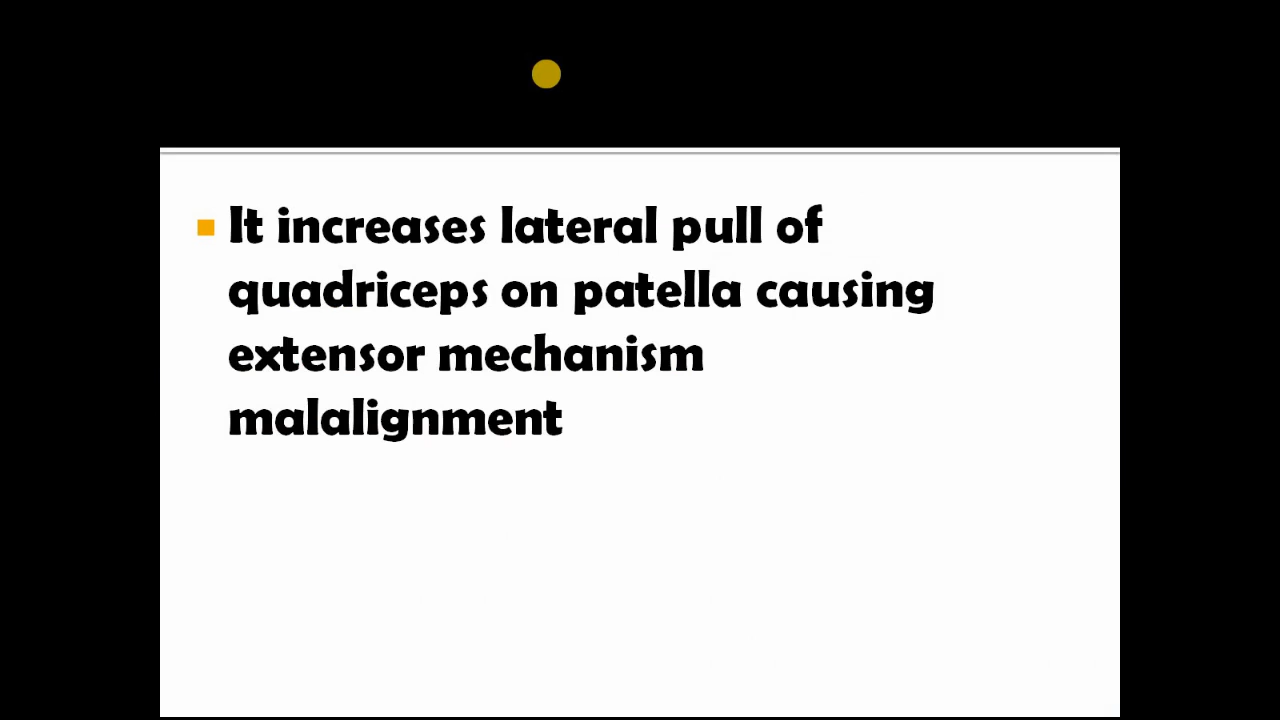 It increases lateral pull of
quadriceps on patella causing
extensor mechanism
malalignment